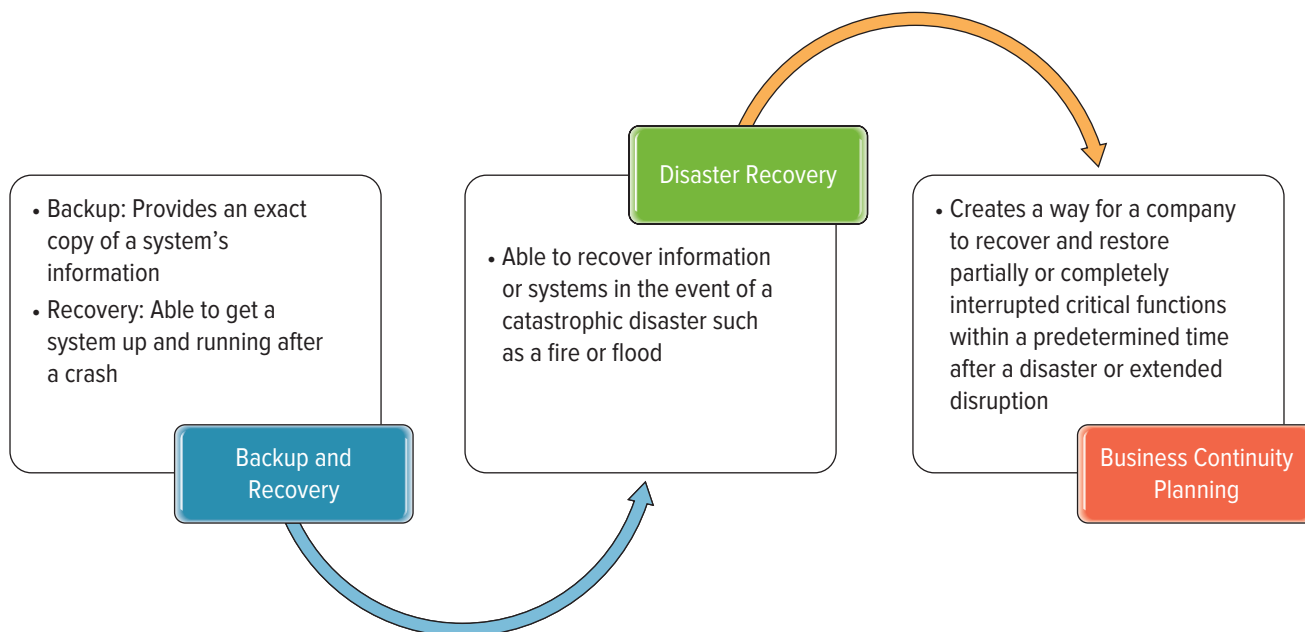 • Backup: Provides an exact
copy of a system’s
information
• Recovery: Able to get a
system up and running after
a crash
Backup and
Recovery
Disaster Recovery
• Able to recover information
or systems in the event of a
catastrophic disaster such
as a fire or flood
• Creates a way for a company
to recover and restore
partially or completely
interrupted critical functions
within a predetermined time
after a disaster or extended
disruption
Business Continuity
Planning